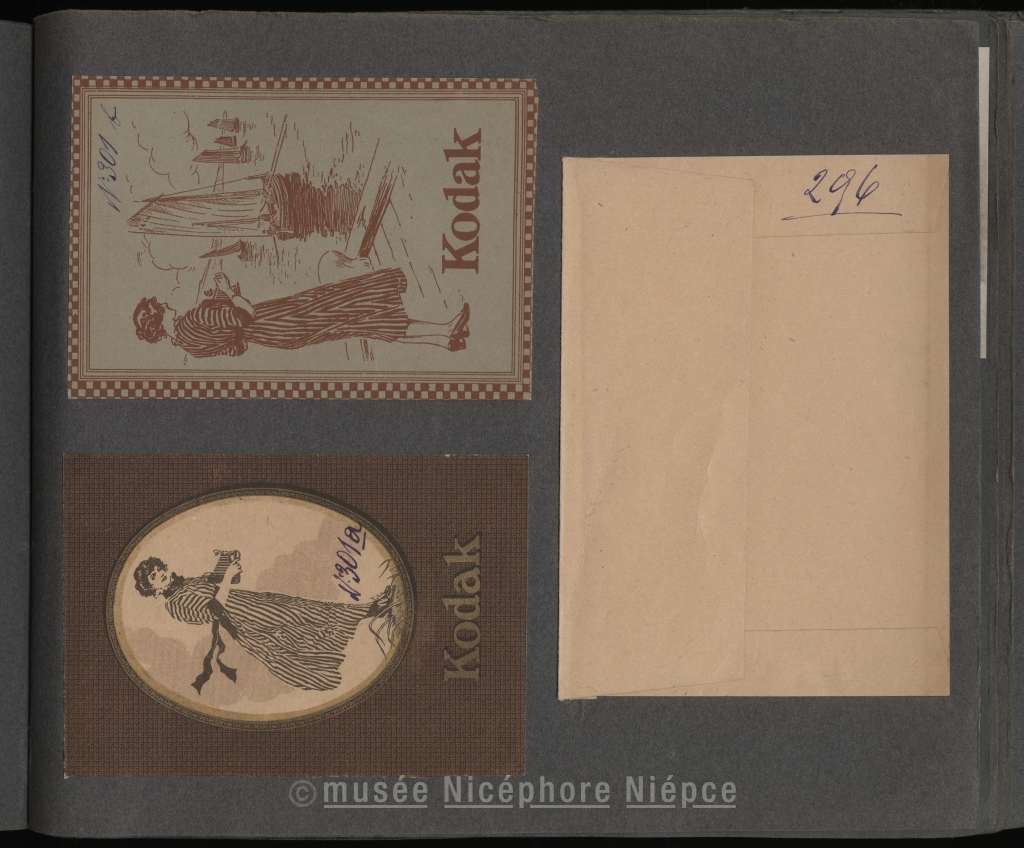 N°301 b
Kodak
296
N°301a
Kodak
© musée Nicéphore Niépce